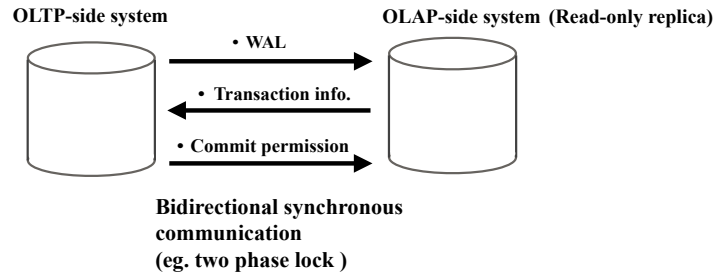 OLTP-side system
OLAP-side system (Read-only replica)
• WAL
• Transaction info.
• Commit permission
Bidirectional synchronous
communication
(eg. two phase lock )